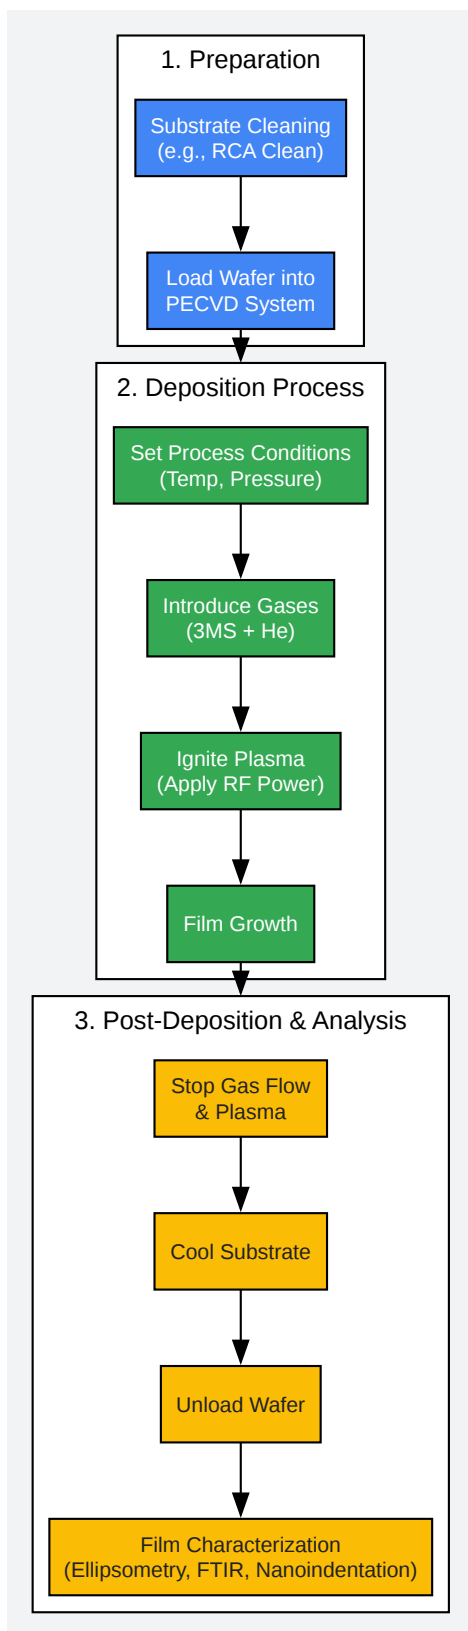 1. Preparation
Substrate Cleaning
(e.g., RCA Clean)
Load Wafer into
PECVD System
2. Deposition Process
Set Process Conditions
(Temp, Pressure)
Introduce Gases
(3MS + He)
Ignite Plasma
(Apply RF Power)
Film Growth
3. Post-Deposition & Analysis
Stop Gas Flow
& Plasma
Cool Substrate
Unload Wafer
Film Characterization
(Ellipsometry, FTIR, Nanoindentation)